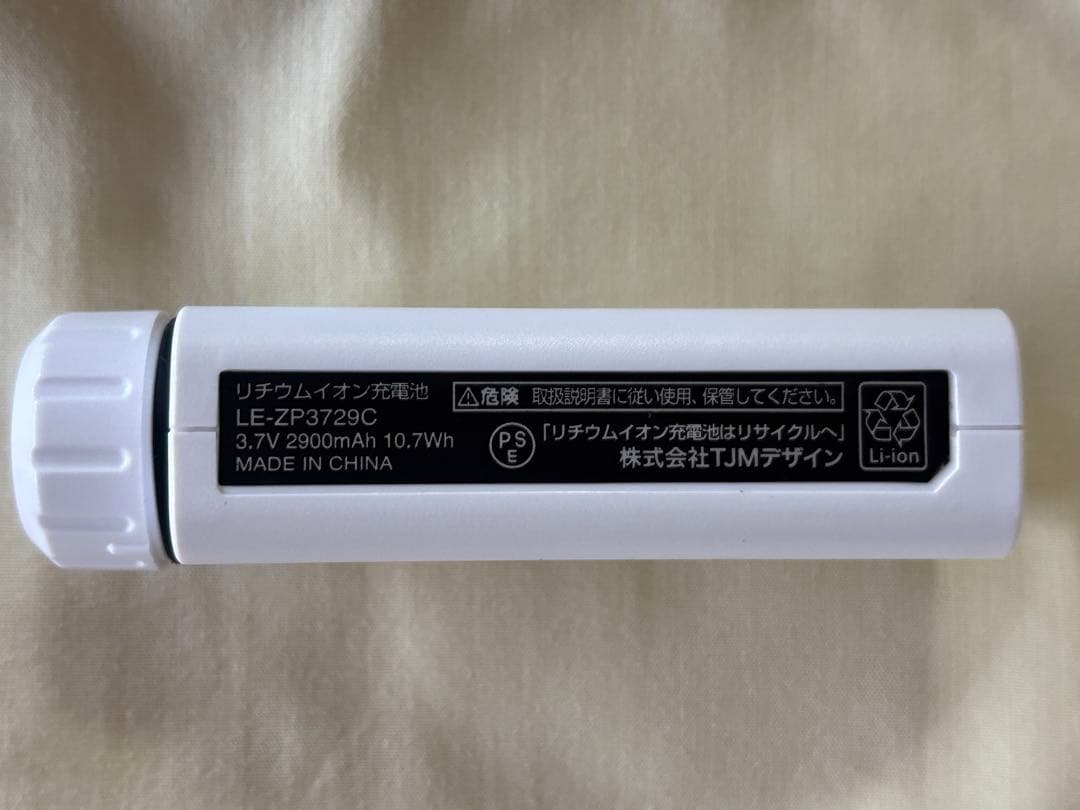 リチウムイオン充電池
LE-ZP3729C
3.7V 2900mAh 10.7Wh
MADE IN CHINA
⚠危険 取扱説明書に従い使用、保管してください。
PSE
「リチウムイオン充電池はリサイクルへ」
株式会社TJMデザイン
Li-ion